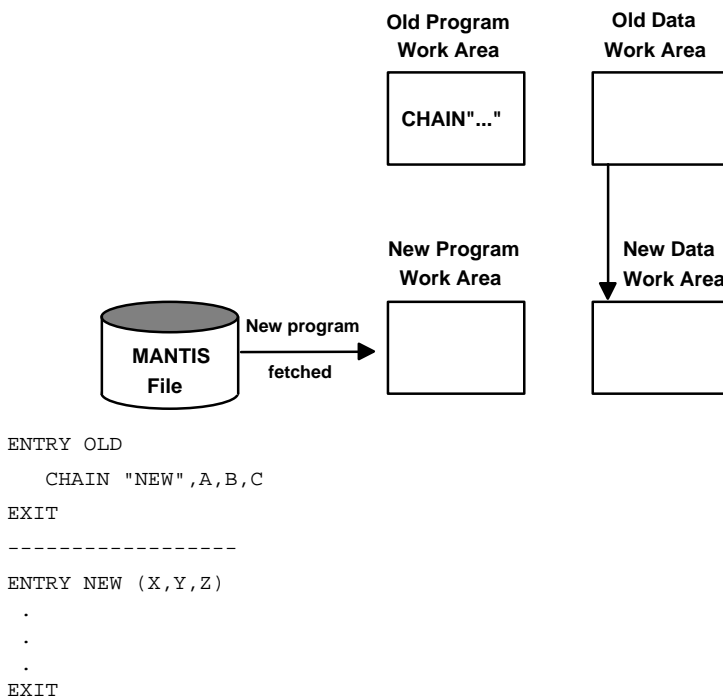 Old Program
Work Area
Old Data
Work Area
CHAIN"..."
New Program
Work Area
New Data
Work Area
MANTIS
File
New program
fetched
ENTRY OLD
CHAIN "NEW",A,B,C
EXIT
------------------
ENTRY NEW (X,Y,Z)
.
.
.
EXIT